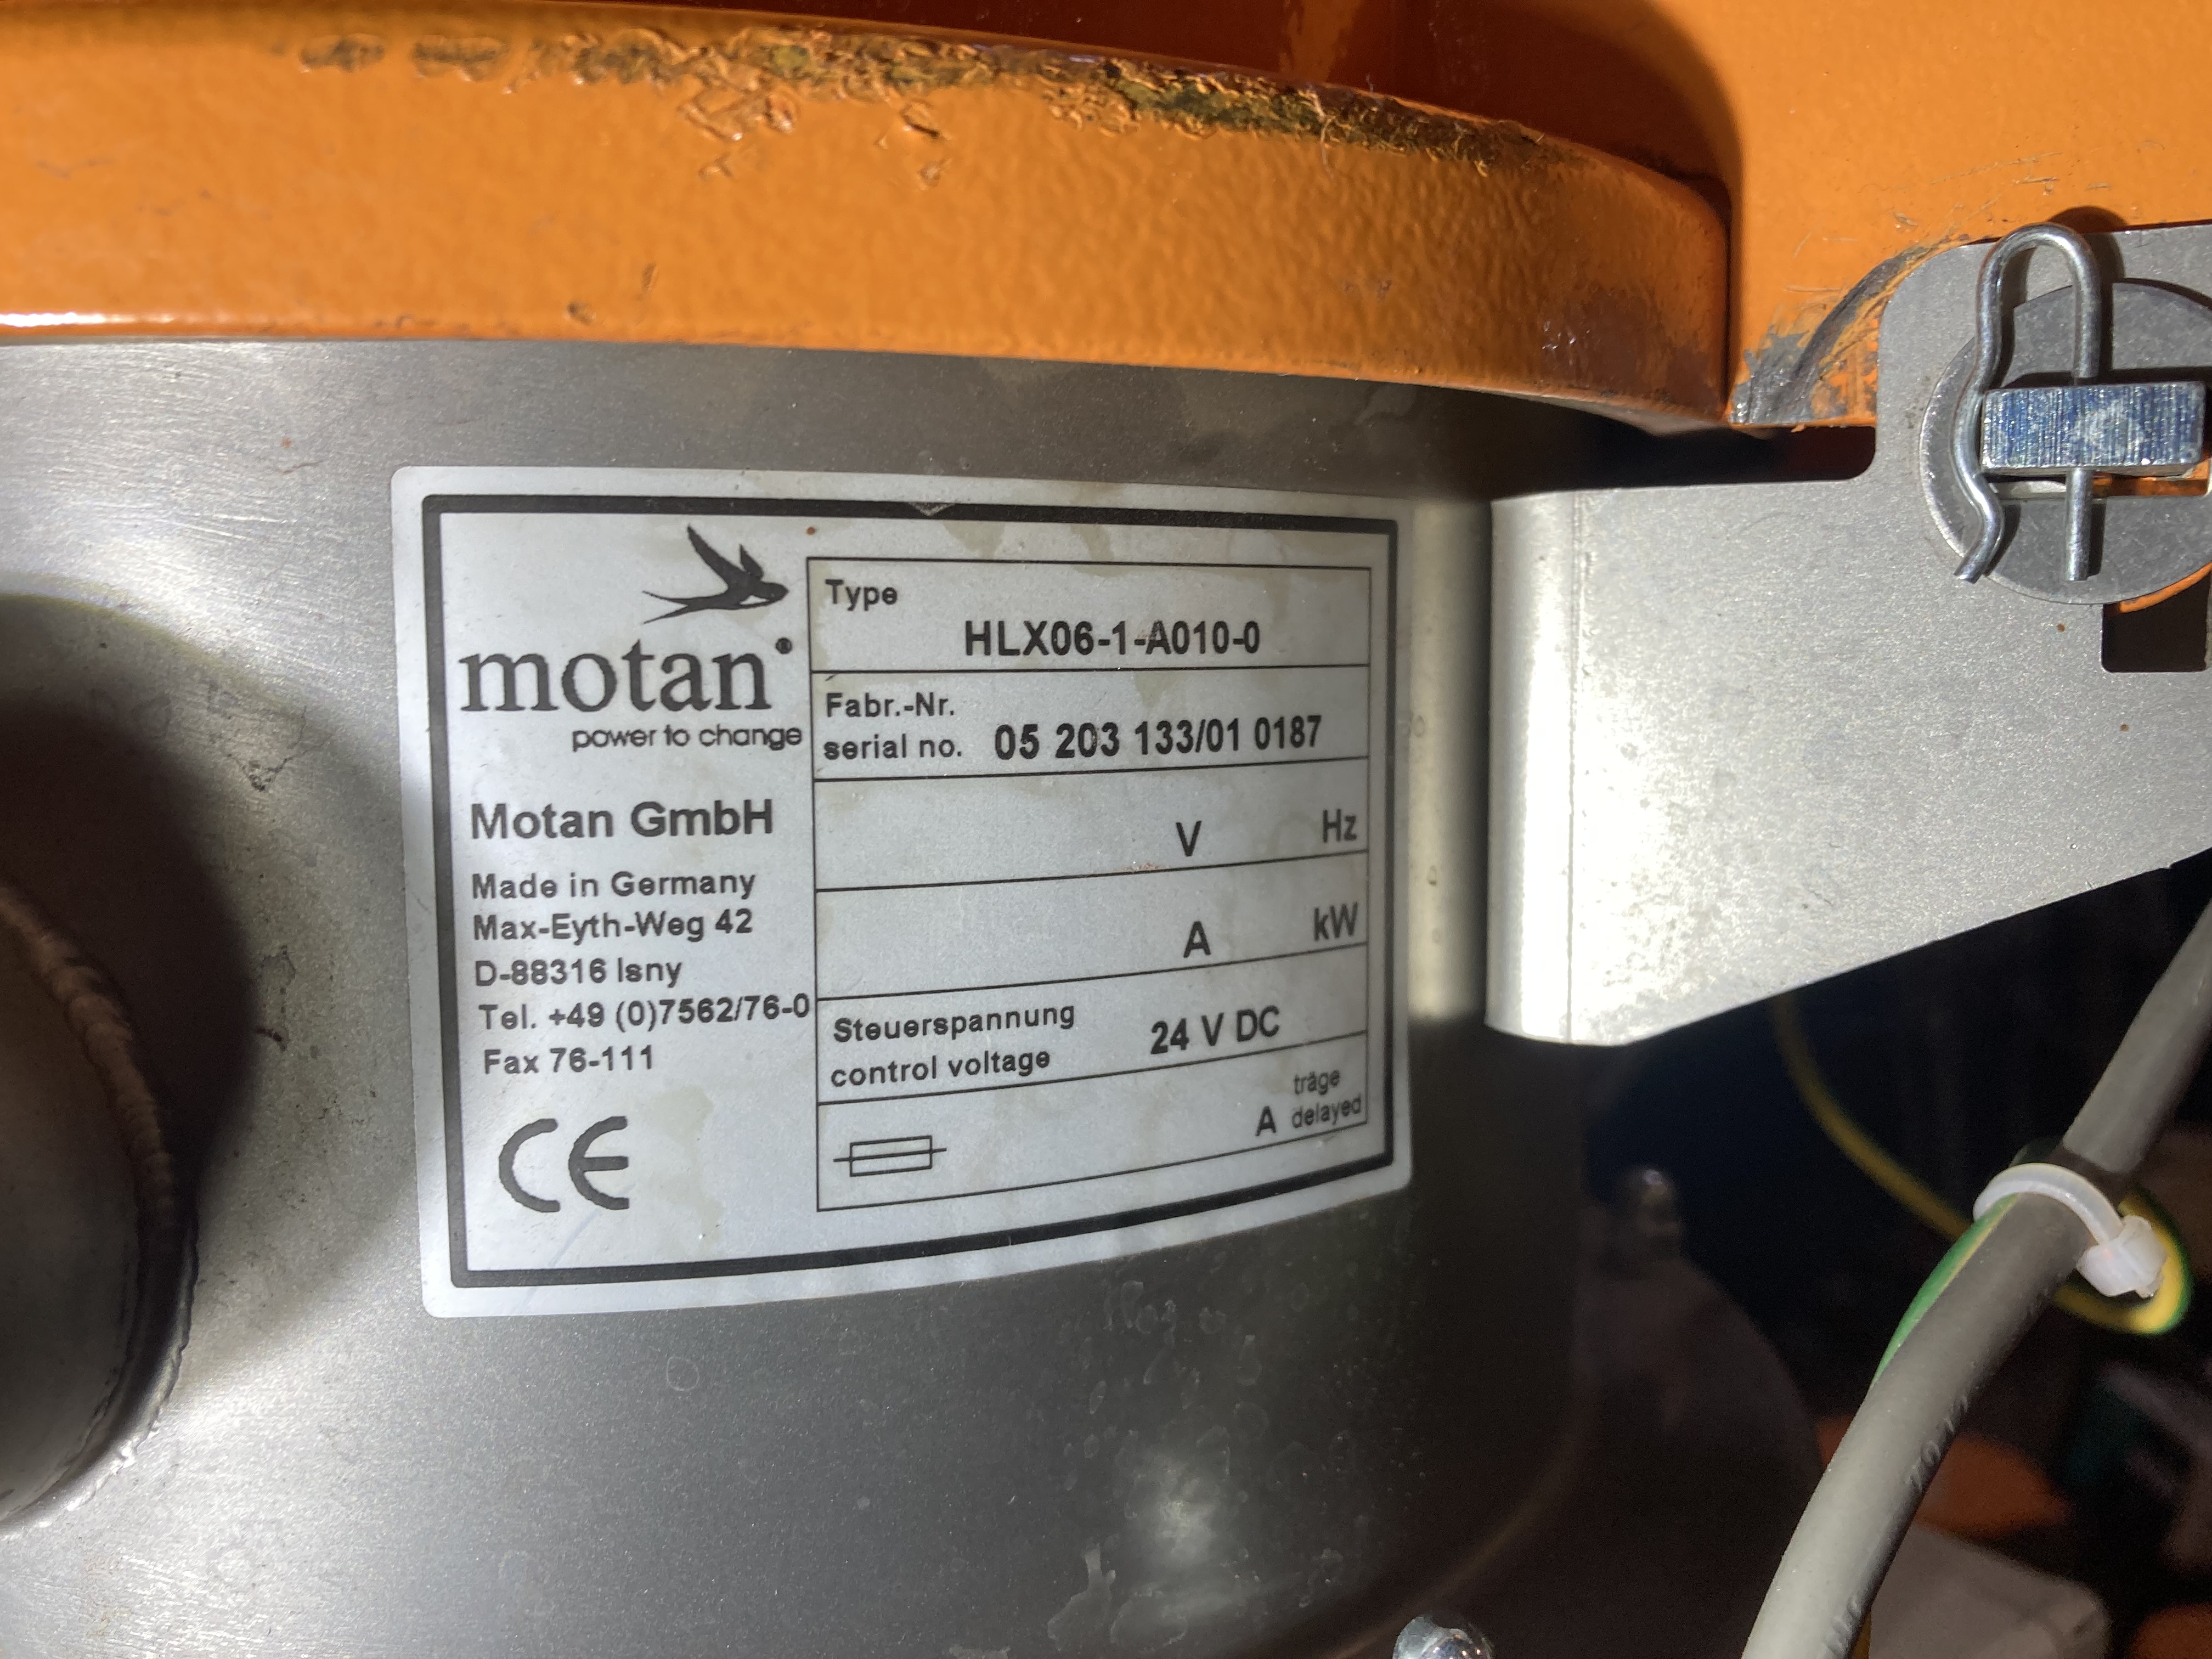 motan®
power to change
Motan GmbH
Made in Germany
Max-Eyth-Weg 42
D-88316 Isny
Tel. +49 (0)7562/76-0
Fax 76-111
CE
Type
HLX06-1-A010-0
Fabr.-Nr.
serial no. 05 203 133/01 0187
V Hz
A kW
Steuerspannung
control voltage 24 V DC
träge
A delayed